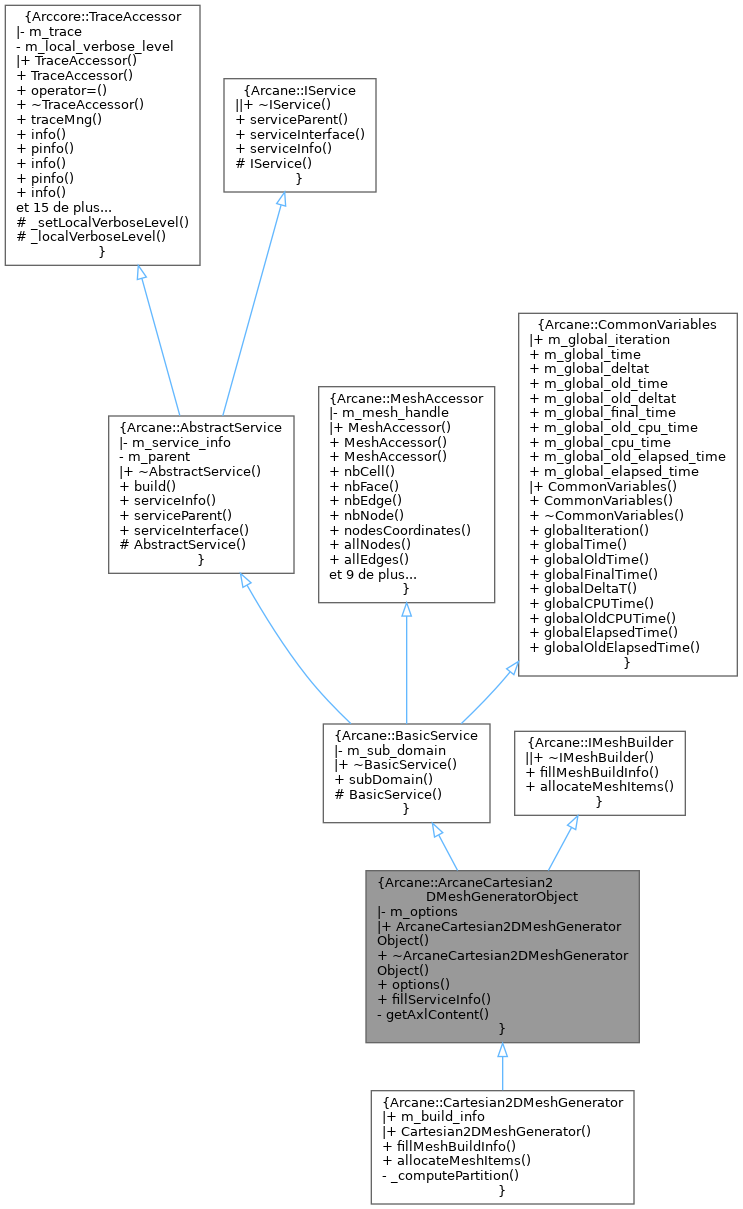 {Arccore::TraceAccessor
|- m_trace
- m_local_verbose_level
|+ TraceAccessor()
+ TraceAccessor()
+ operator=()
+ ~TraceAccessor()
+ traceMng()
+ info()
+ pinfo()
+ info()
+ pinfo()
+ info()
et 15 de plus...
# _setLocalVerboseLevel()
# _localVerboseLevel()
}
{Arcane::IService
||+ ~IService()
+ serviceParent()
+ serviceInterface()
+ serviceInfo()
# IService()
}
{Arcane::CommonVariables
|+ m_global_iteration
+ m_global_time
+ m_global_deltat
+ m_global_old_time
+ m_global_old_deltat
+ m_global_final_time
+ m_global_old_cpu_time
+ m_global_cpu_time
+ m_global_old_elapsed_time
+ m_global_elapsed_time
|+ CommonVariables()
+ CommonVariables()
+ ~CommonVariables()
+ globalIteration()
+ globalTime()
+ globalOldTime()
+ globalFinalTime()
+ globalDeltaT()
+ globalCPUTime()
+ globalOldCPUTime()
+ globalElapsedTime()
+ globalOldElapsedTime()
}
{Arcane::MeshAccessor
|- m_mesh_handle
|+ MeshAccessor()
+ MeshAccessor()
+ MeshAccessor()
+ nbCell()
+ nbFace()
+ nbEdge()
+ nbNode()
+ nodesCoordinates()
+ allNodes()
+ allEdges()
et 9 de plus...
}
{Arcane::AbstractService
|- m_service_info
- m_parent
|+ ~AbstractService()
+ build()
+ serviceInfo()
+ serviceParent()
+ serviceInterface()
# AbstractService()
}
{Arcane::BasicService
|- m_sub_domain
|+ ~BasicService()
+ subDomain()
# BasicService()
}
{Arcane::IMeshBuilder
||+ ~IMeshBuilder()
+ fillMeshBuildInfo()
+ allocateMeshItems()
}
{Arcane::ArcaneCartesian2
DMeshGeneratorObject
|- m_options
|+ ArcaneCartesian2DMeshGenerator
Object()
+ ~ArcaneCartesian2DMeshGenerator
Object()
+ options()
+ fillServiceInfo()
- getAxlContent()
}
{Arcane::Cartesian2DMeshGenerator
|+ m_build_info
|+ Cartesian2DMeshGenerator()
+ fillMeshBuildInfo()
+ allocateMeshItems()
- _computePartition()
}